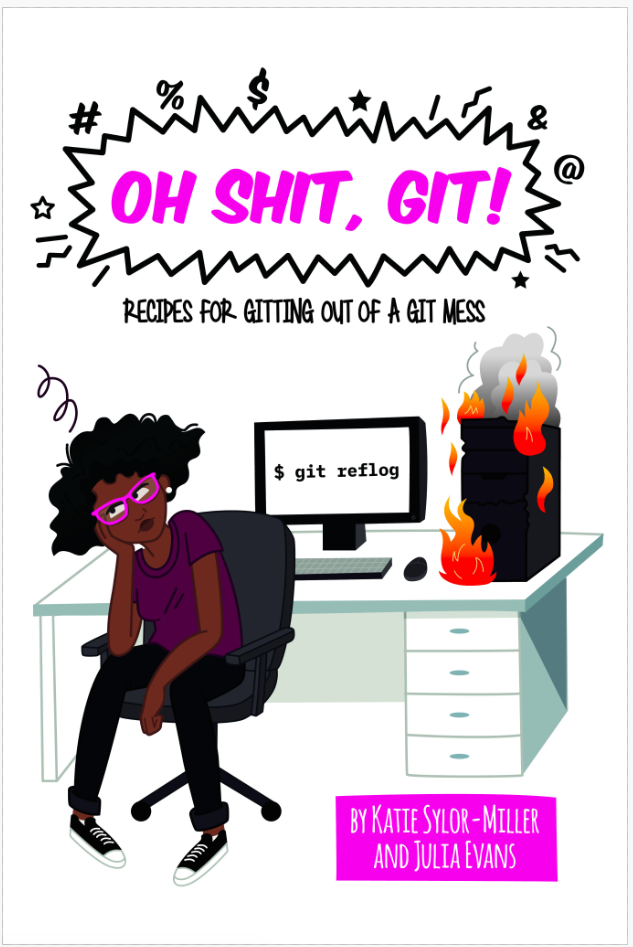 # % $ & @
OH SHIT, GIT!
RECIPES FOR GITTING OUT OF A GIT MESS
$ git reflog
BY KATIE SYLOR-MILLER
AND JULIA EVANS